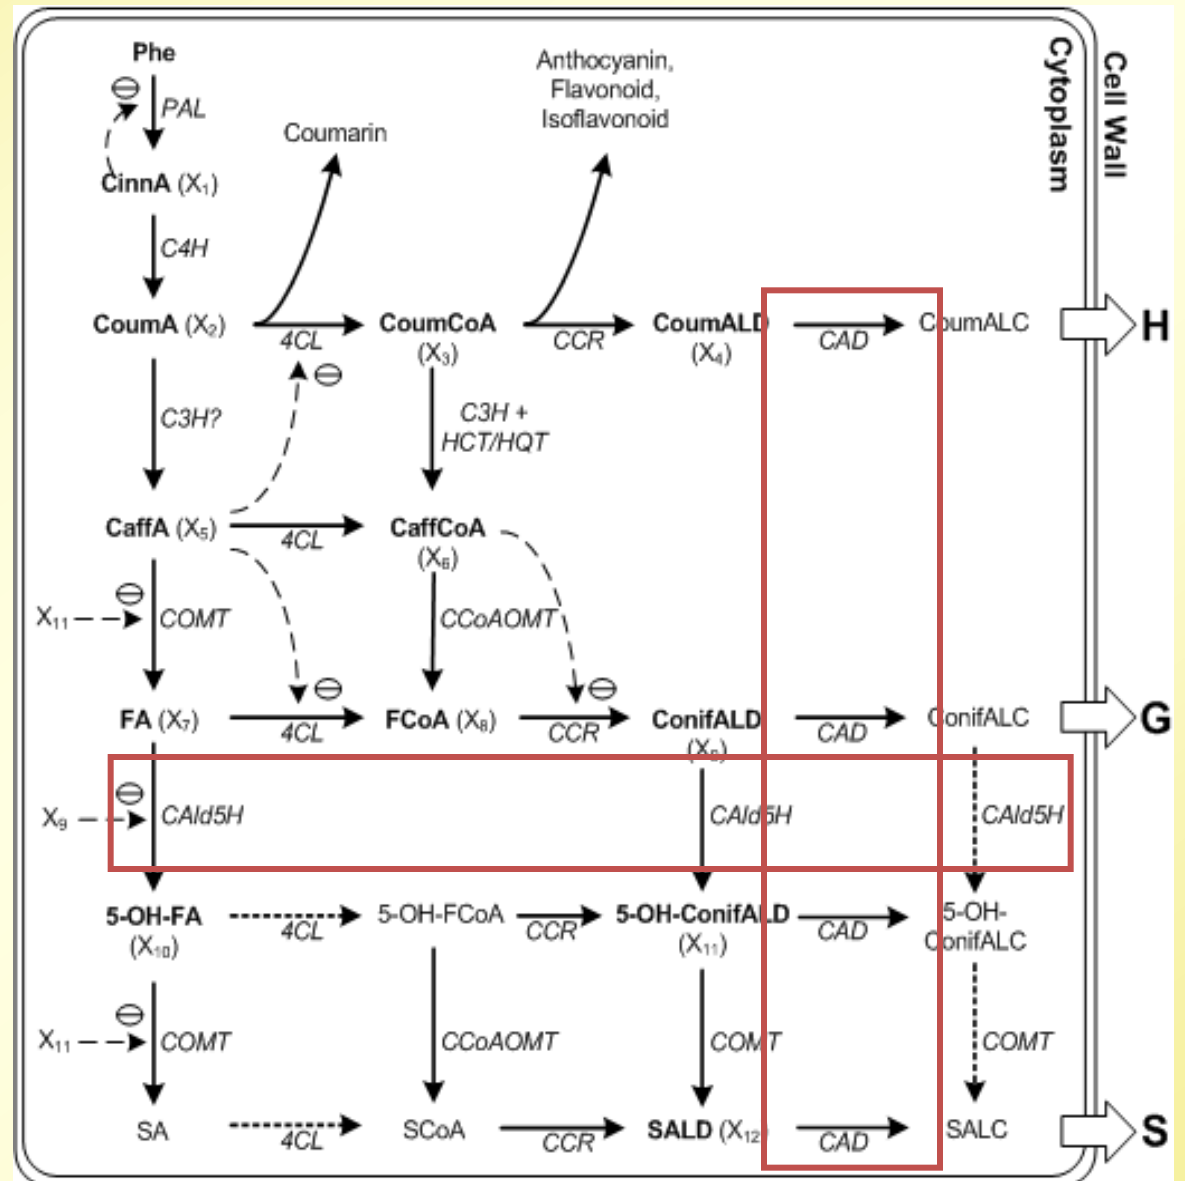 Phe
⊖
PAL
CinnA (X₁)
C4H
Coumarin
Anthocyanin,
Flavonoid,
Isoflavonoid
Cytoplasm
Cell Wall
CoumA (X₂)
4CL
CoumCoA
(X₃)
CCR
CoumALD
(X₄)
CAD
CoumALC
H
⊖
C3H?
C3H +
HCT/HQT
CaffA (X₅)
4CL
CaffCoA
(X₆)
⊖
X₁₁
COMT
CCoAOMT
⊖
⊖
FA (X₇)
4CL
FCoA (X₈)
CCR
ConifALD
(X₉)
CAD
ConifALC
G
⊖
X₉
CAld5H
CAld5H
CAld5H
5-OH-FA
(X₁₀)
4CL
5-OH-FCoA
CCR
5-OH-ConifALD
(X₁₁)
CAD
5-OH-
ConifALC
⊖
X₁₁
COMT
CCoAOMT
COMT
COMT
SA
4CL
SCoA
CCR
SALD (X₁₂)
CAD
SALC
S